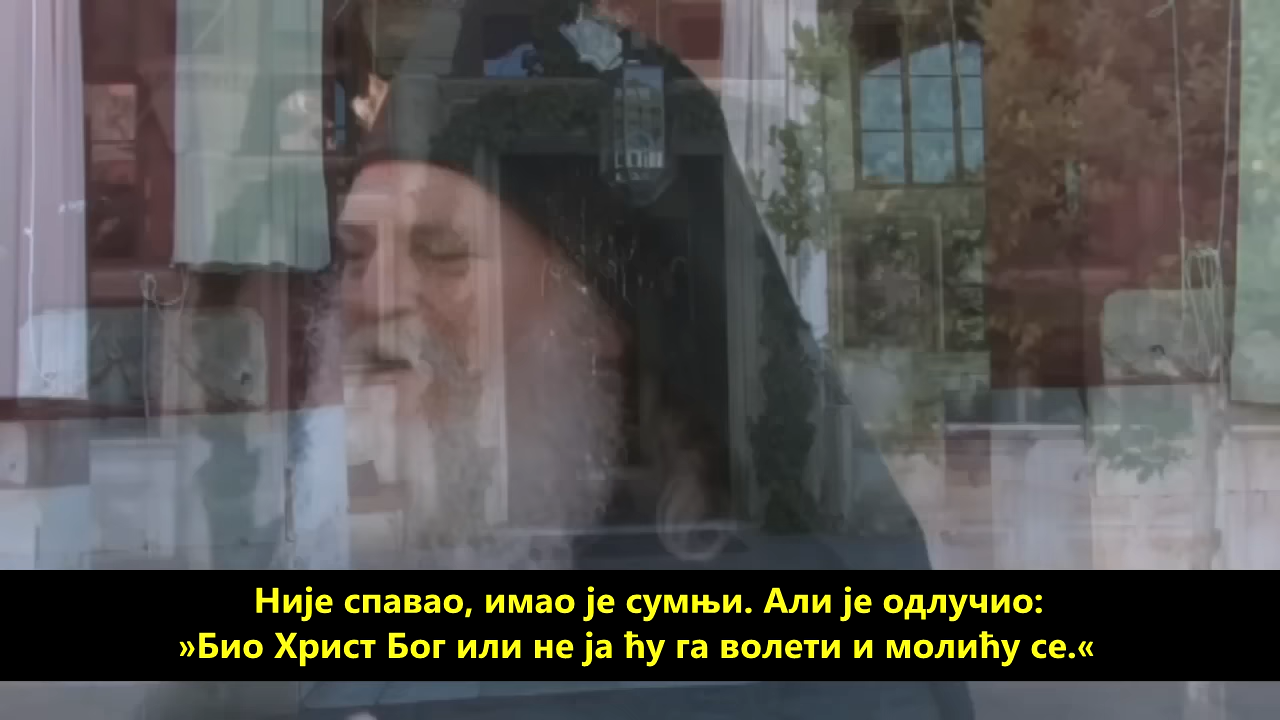 Није спавао, имао је сумњи. Али је одлучио:
»Био Христ Бог или не ја ћу га волети и молићу се.«